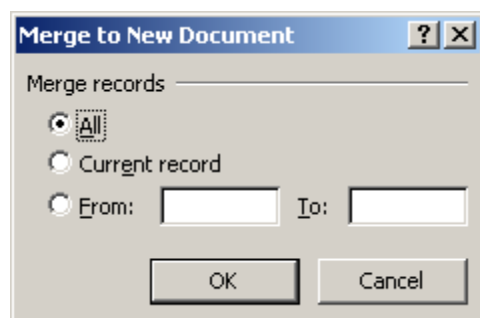 Merge to New Document
Merge records
All
Current record
From: To:
OK Cancel